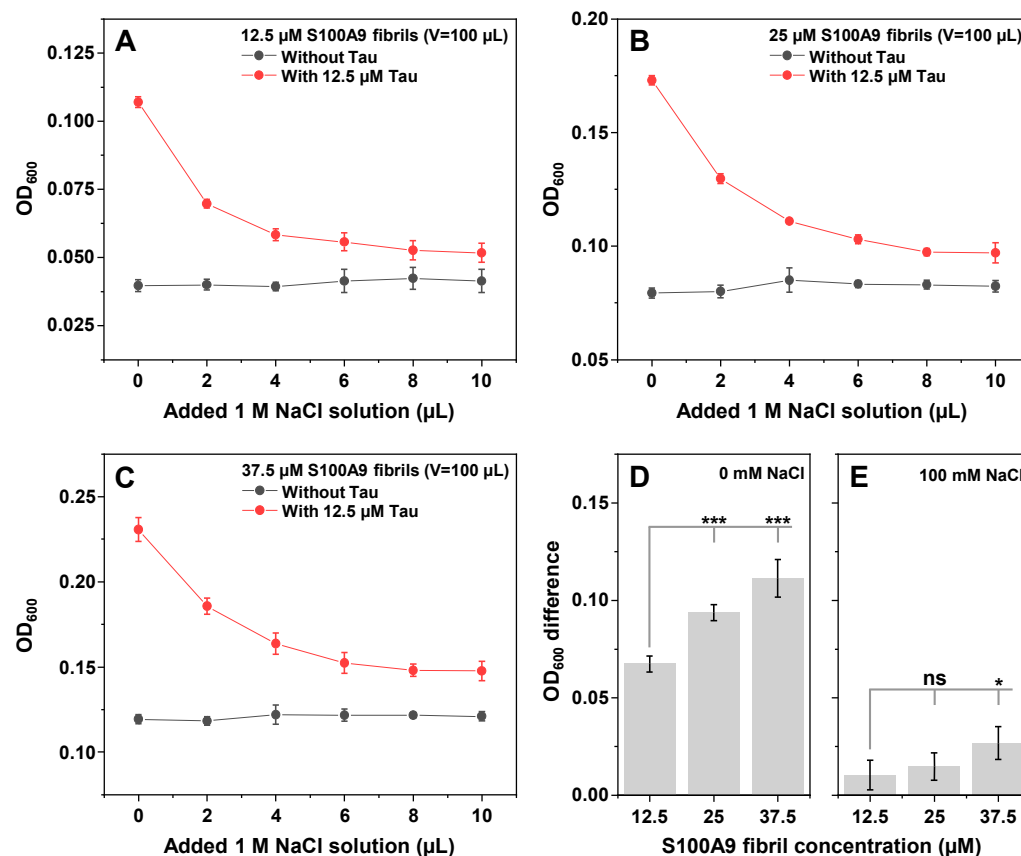 A
12.5 µM S100A9 fibrils (V=100 µL)
Without Tau
With 12.5 µM Tau
0.125
0.100
0.075
0.050
0.025
OD600
0 2 4 6 8 10
Added 1 M NaCl solution (µL)
B
25 µM S100A9 fibrils (V=100 µL)
Without Tau
With 12.5 µM Tau
0.20
0.15
0.10
0.05
OD600
0 2 4 6 8 10
Added 1 M NaCl solution (µL)
C
37.5 µM S100A9 fibrils (V=100 µL)
Without Tau
With 12.5 µM Tau
0.25
0.20
0.15
0.10
OD600
0 2 4 6 8 10
Added 1 M NaCl solution (µL)
D
0 mM NaCl
*** ***
0.15
0.10
0.05
0.00
OD600 difference
12.5 25 37.5
E
100 mM NaCl
ns *
12.5 25 37.5
S100A9 fibril concentration (µM)